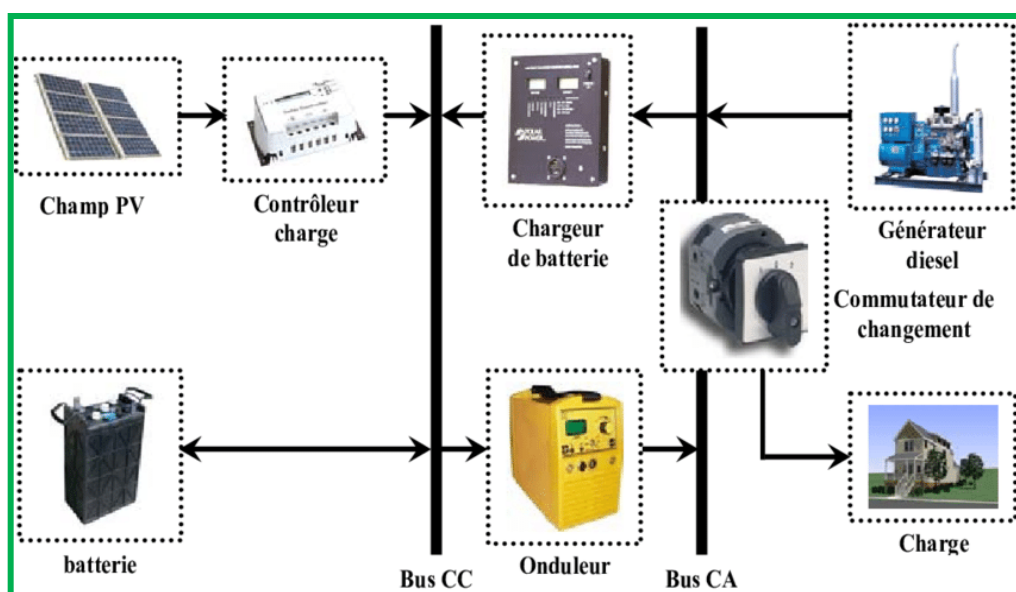 Champ PV
Contrôleur
charge
Chargeur
de batterie
Générateur
diesel
Commutateur de
changement
batterie
Bus CC
Onduleur
Bus CA
Charge